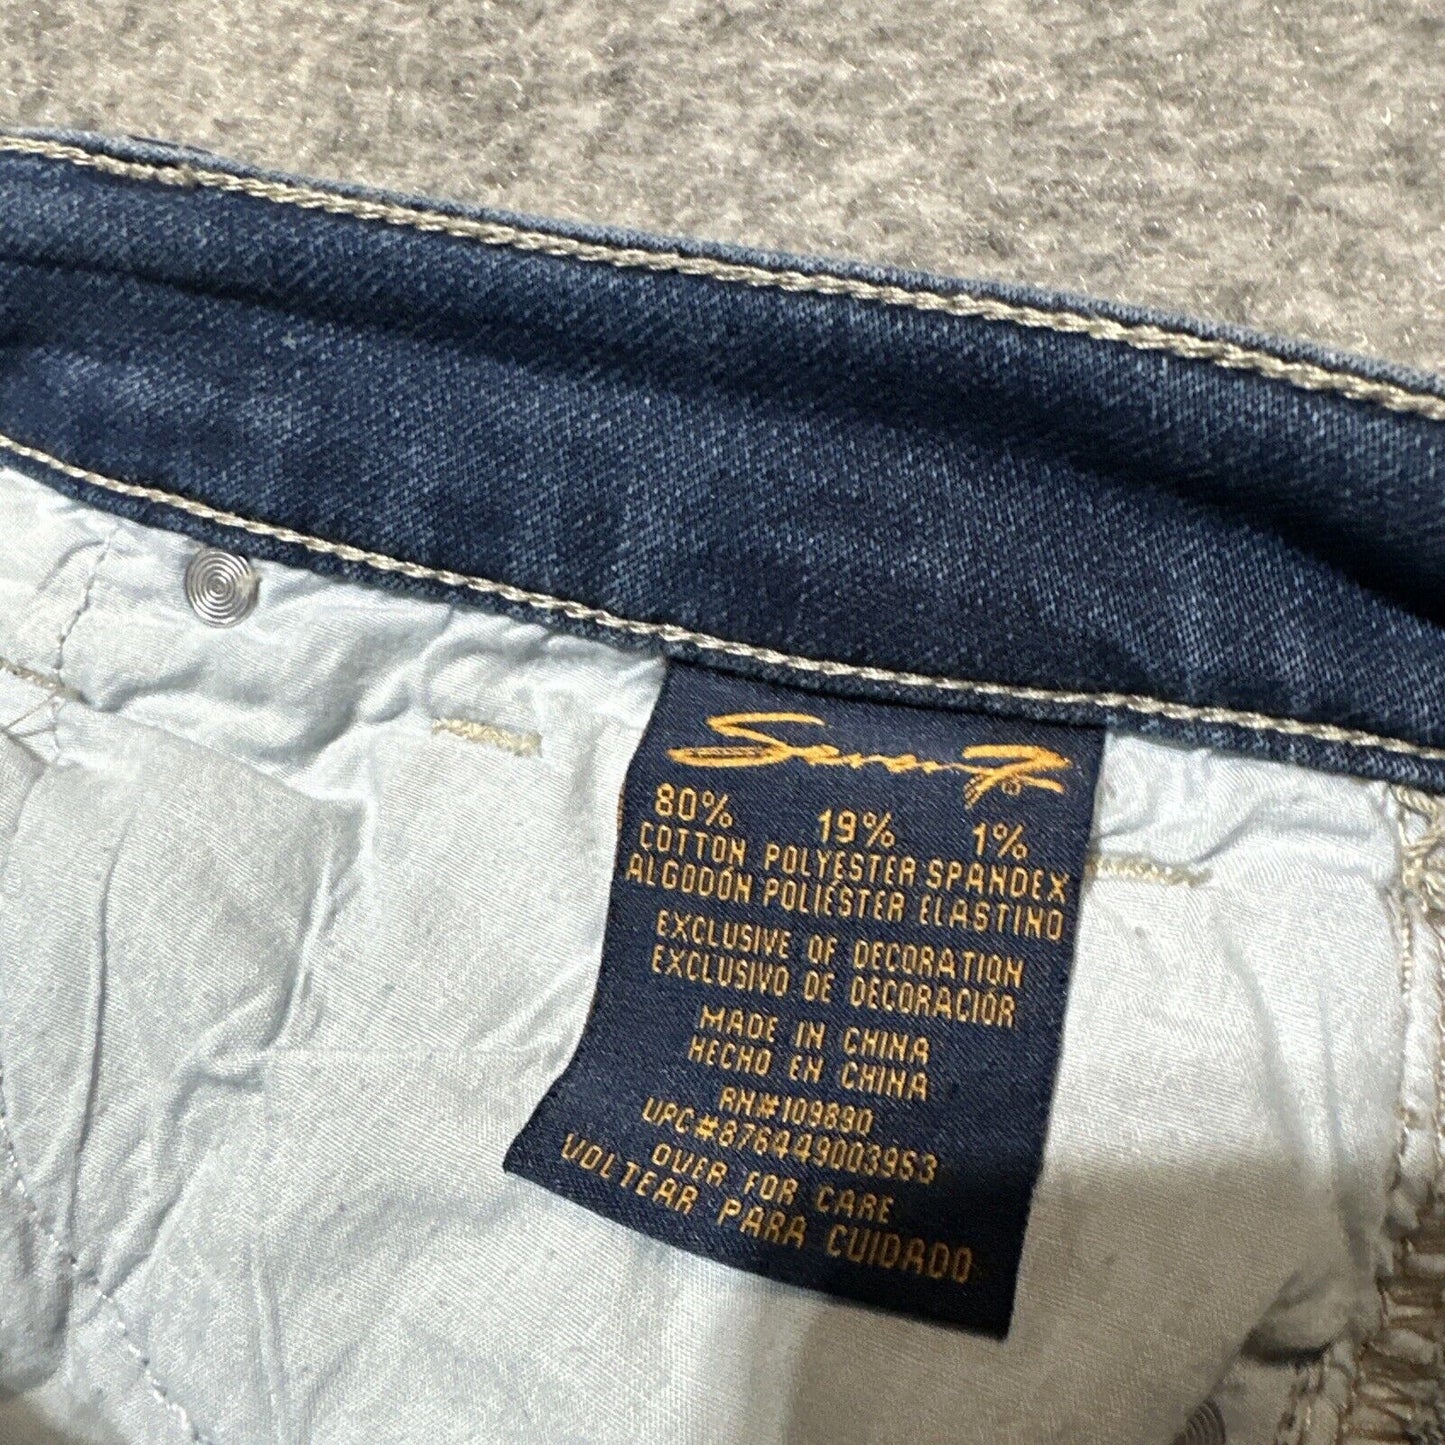 Seven7
80% 19% 1%
COTTON POLYESTER SPANDEX
ALGODÓN POLIÉSTER ELASTINO
EXCLUSIVE OF DECORATION
EXCLUSIVO DE DECORACIÓR
MADE IN CHINA
HECHO EN CHINA
RN#109890
UPC#876449003953
OVER FOR CARE
VOLTEAR PARA CUIDADO